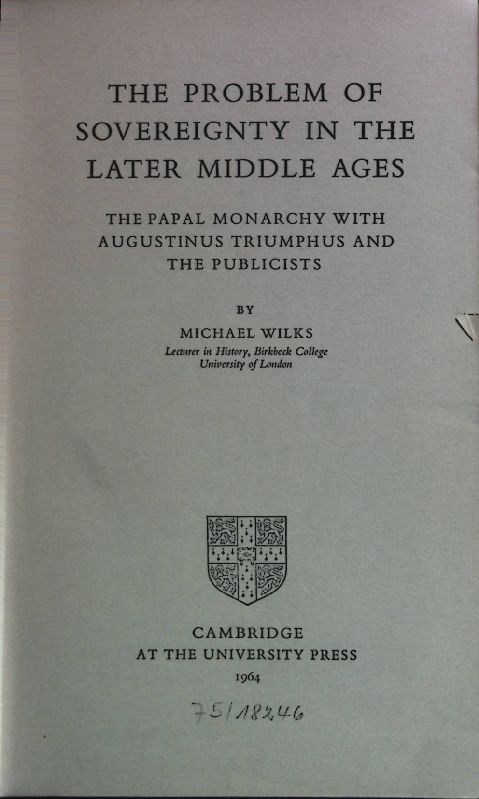 THE PROBLEM OF
SOVEREIGNTY IN THE
LATER MIDDLE AGES
THE PAPAL MONARCHY WITH
AUGUSTINUS TRIUMPHUS AND
THE PUBLICISTS
BY
MICHAEL WILKS
Lecturer in History, Birkbeck College
University of London
CAMBRIDGE
AT THE UNIVERSITY PRESS
1964
75/18246